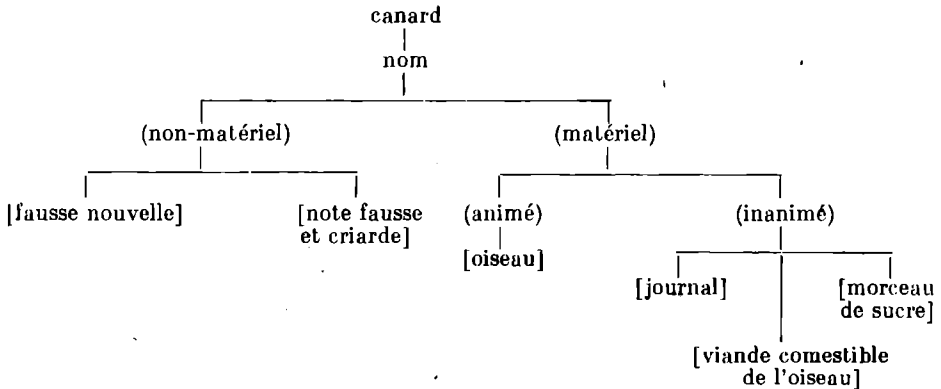 canard
nom
(non-matériel)
(matériel)
[fausse nouvelle]
[note fausse
et criarde]
(animé)
(inanimé)
[oiseau]
[journal]
[morceau
de sucre]
[viande comestible
de l'oiseau]